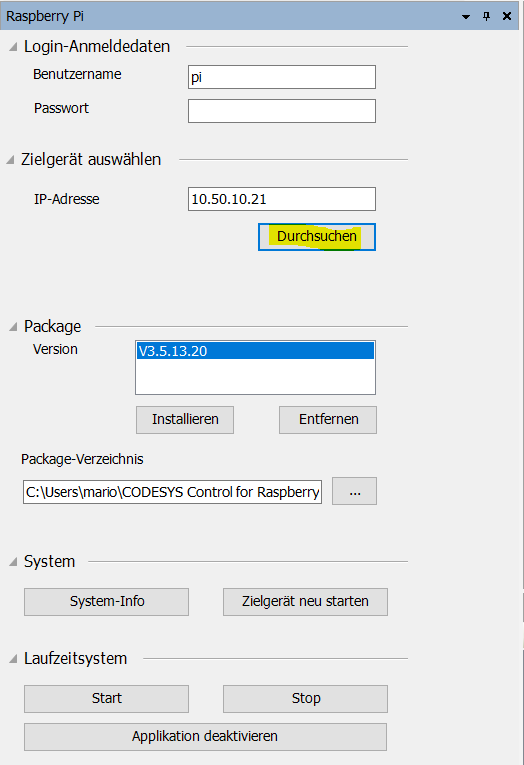 Raspberry Pi
Login-Anmeldedaten
Benutzername
pi
Passwort
Zielgerät auswählen
IP-Adresse
10.50.10.21
Durchsuchen
Package
Version
V3.5.13.20
Installieren Entfernen
Package-Verzeichnis
C:\Users\mario\CODESYS Control for Raspberry ...
System
System-Info Zielgerät neu starten
Laufzeitsystem
Start Stop
Applikation deaktivieren